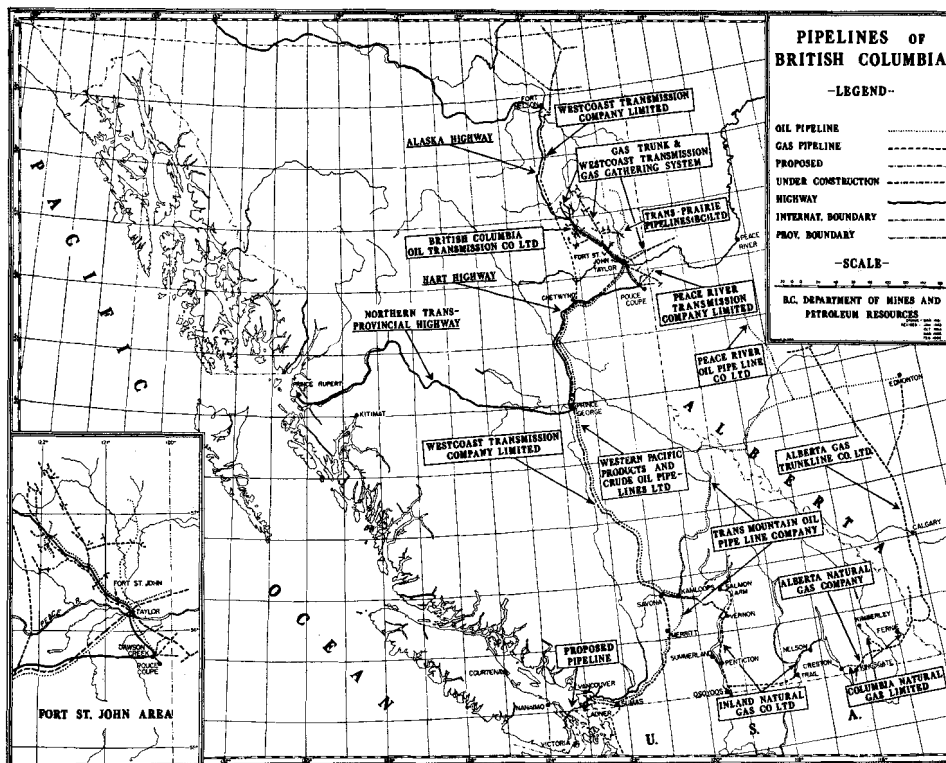 PIPELINES OF
BRITISH COLUMBIA
-LEGEND-
OIL PIPELINE
GAS PIPELINE
PROPOSED
UNDER CONSTRUCTION
HIGHWAY
INTERNAT. BOUNDARY
PROV. BOUNDARY
-SCALE-
B.C. DEPARTMENT OF MINES AND
PETROLEUM RESOURCES
FORT
NELSON
WESTCOAST TRANSMISSION
COMPANY LIMITED
ALASKA HIGHWAY
GAS TRUNK &
WESTCOAST TRANSMISSION
GAS GATHERING SYSTEM
TRANS-PRAIRIE
PIPELINES(BC)LTD
BRITISH COLUMBIA
OIL TRANSMISSION CO LTD
FORT ST
JOHN
TAYLOR
PEACE
RIVER
HART HIGHWAY
CHETWYND
POUCE
COUPE
PEACE RIVER
TRANSMISSION
COMPANY LIMITED
NORTHERN TRANS-
PROVINCIAL HIGHWAY
PEACE RIVER
OIL PIPE LINE
CO LTD
PRINCE RUPERT
KITIMAT
PRINCE
GEORGE
EDMONTON
WESTCOAST TRANSMISSION
COMPANY LIMITED
WESTERN PACIFIC
PRODUCTS AND
CRUDE OIL PIPE-
LINES LTD
ALBERTA GAS
TRUNKLINE CO. LTD
ALBERTA
TRANS MOUNTAIN OIL
PIPE LINE COMPANY
CALGARY
ALBERTA NATURAL
GAS COMPANY
SAVONA
KAMLOOPS
SALMON
ARM
VERNON
MERRITT
KIMBERLEY
FERNIE
SUMMERLAND
PENTICTON
NELSON
CRESTON
TRAIL
KINGSGATE
OSOYOOS
INLAND NATURAL
GAS CO LTD
COLUMBIA NATURAL
GAS LIMITED
PROPOSED
PIPELINE
COURTENAY
VANCOUVER
NANAIMO
LADNER
SUMAS
VICTORIA
U. S. A.
PACIFIC
OCEAN
FORT ST. JOHN
TAYLOR
DAWSON
CREEK
POUCE
COUPE
FORT ST. JOHN AREA